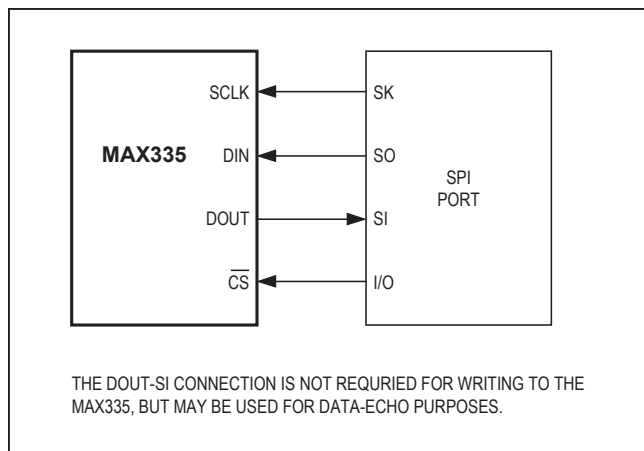 SCLK SK
MAX335 DIN SO
SPI
PORT
DOUT SI
C̅S̅ I/O
THE DOUT-SI CONNECTION IS NOT REQURIED FOR WRITING TO THE
MAX335, BUT MAY BE USED FOR DATA-ECHO PURPOSES.